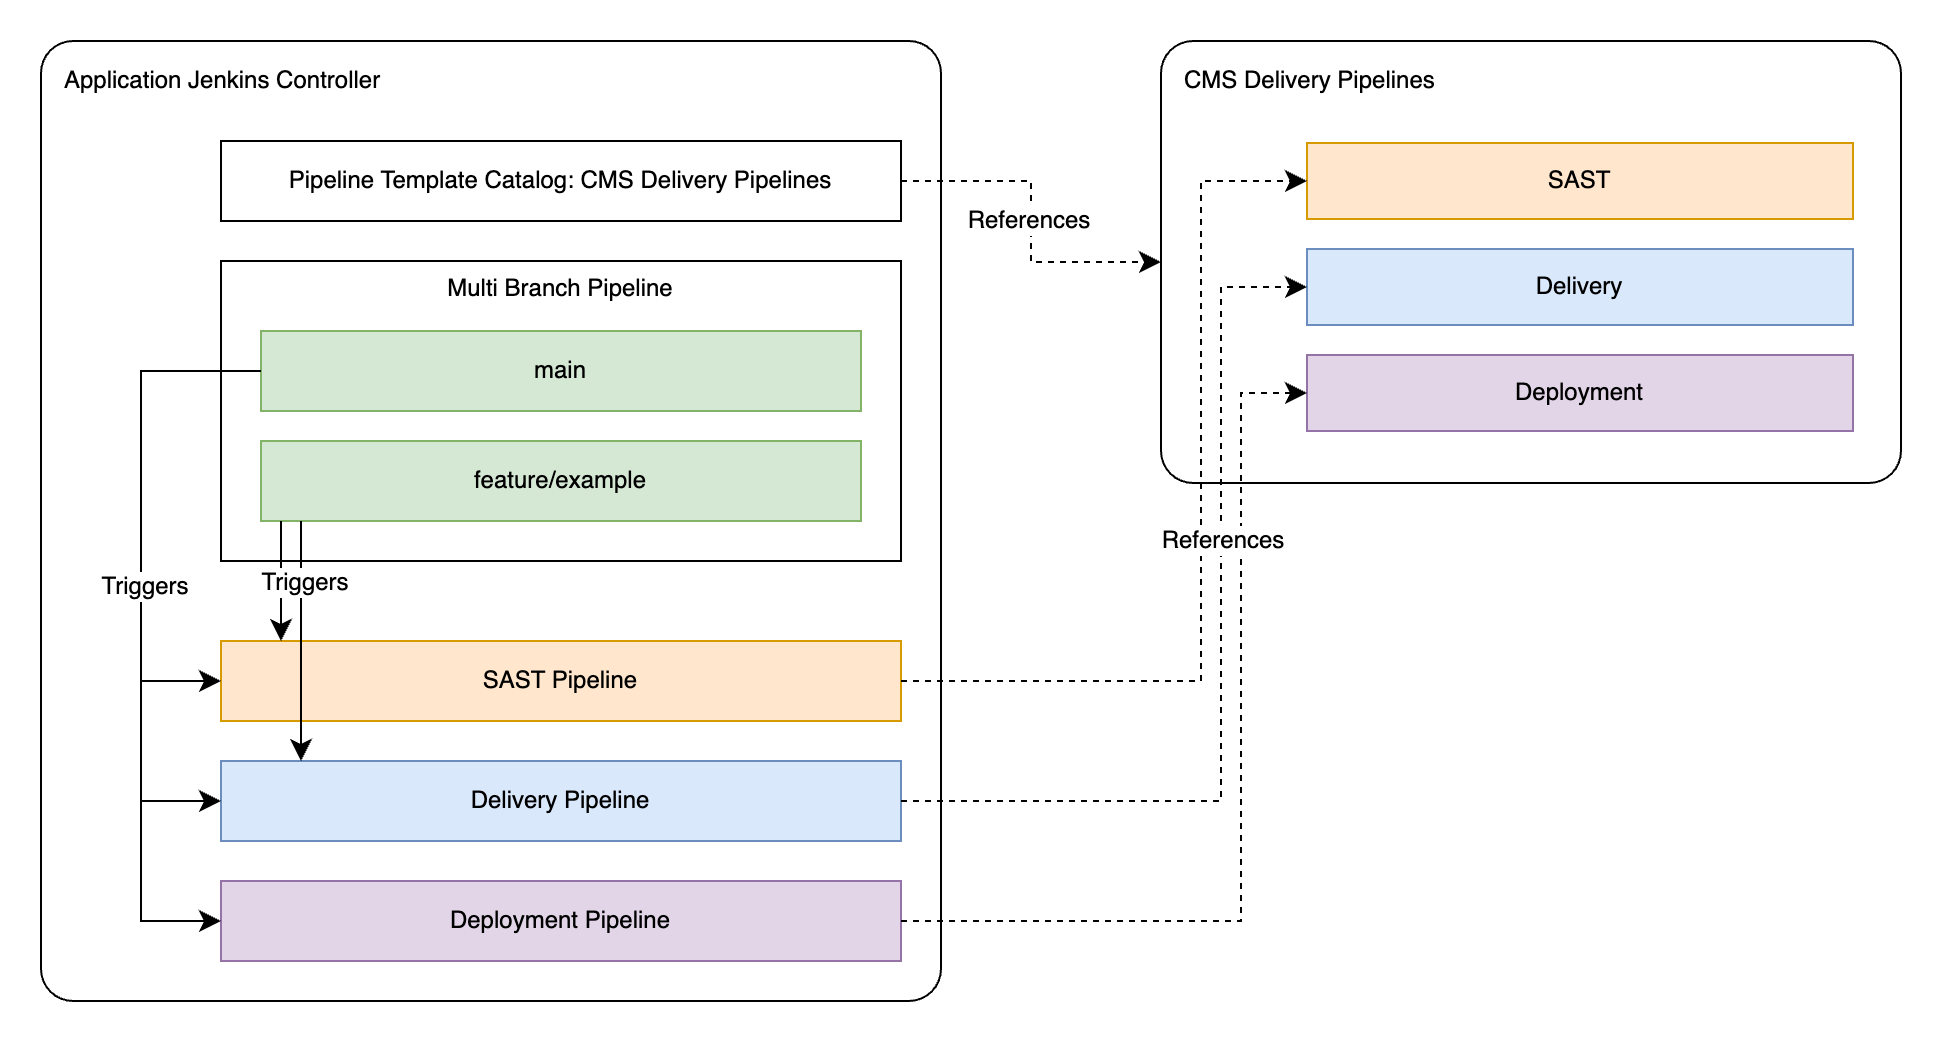 Application Jenkins Controller
Pipeline Template Catalog: CMS Delivery Pipelines
Multi Branch Pipeline
main
feature/example
Triggers
Triggers
SAST Pipeline
Delivery Pipeline
Deployment Pipeline
References
References
CMS Delivery Pipelines
SAST
Delivery
Deployment